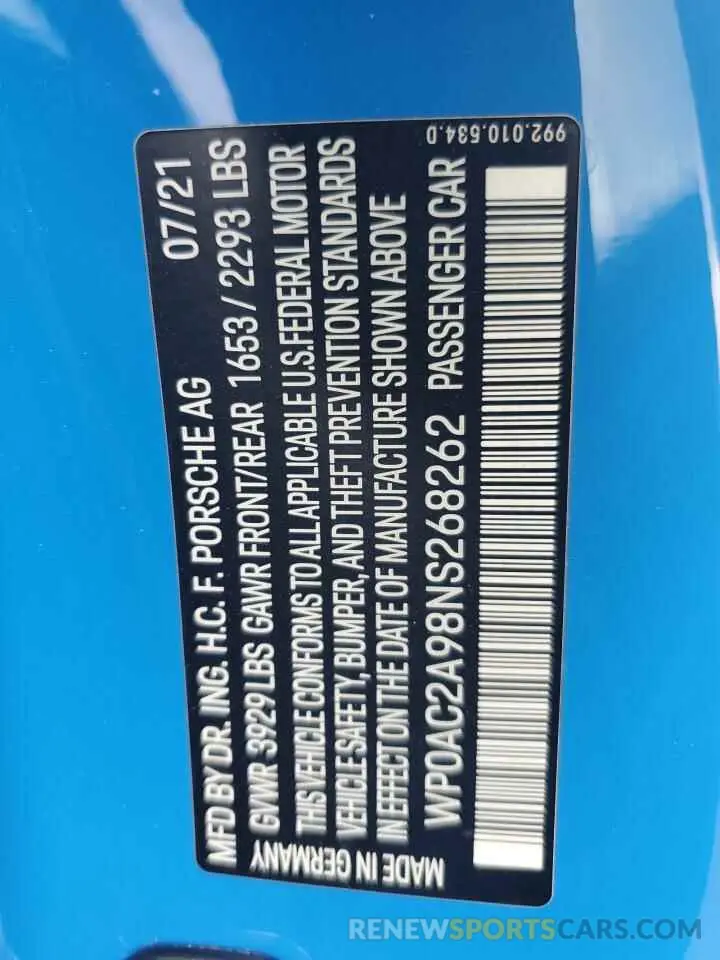 MFD BY DR. ING. H.C. F. PORSCHE AG 07/21
GVWR 3929 LBS GAWR FRONT/REAR 1653 / 2293 LBS
THIS VEHICLE CONFORMS TO ALL APPLICABLE U.S. FEDERAL MOTOR
VEHICLE SAFETY, BUMPER, AND THEFT PREVENTION STANDARDS
IN EFFECT ON THE DATE OF MANUFACTURE SHOWN ABOVE
WP0AC2A98NS268262 PASSENGER CAR
MADE IN GERMANY
992.010.534.D
RENEWSPORTSCARS.COM